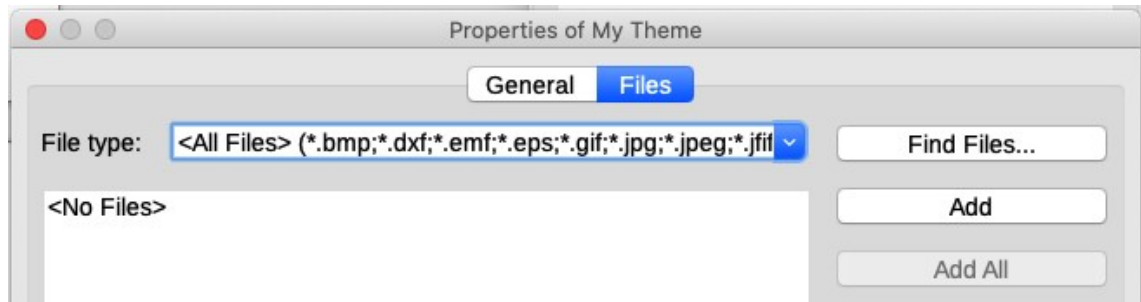 Properties of My Theme
General Files
File type: <All Files> (*.bmp;*.dxf;*.emf;*.eps;*.gif;*.jpg;*.jpeg;*.jfif Find Files...
<No Files> Add
Add All